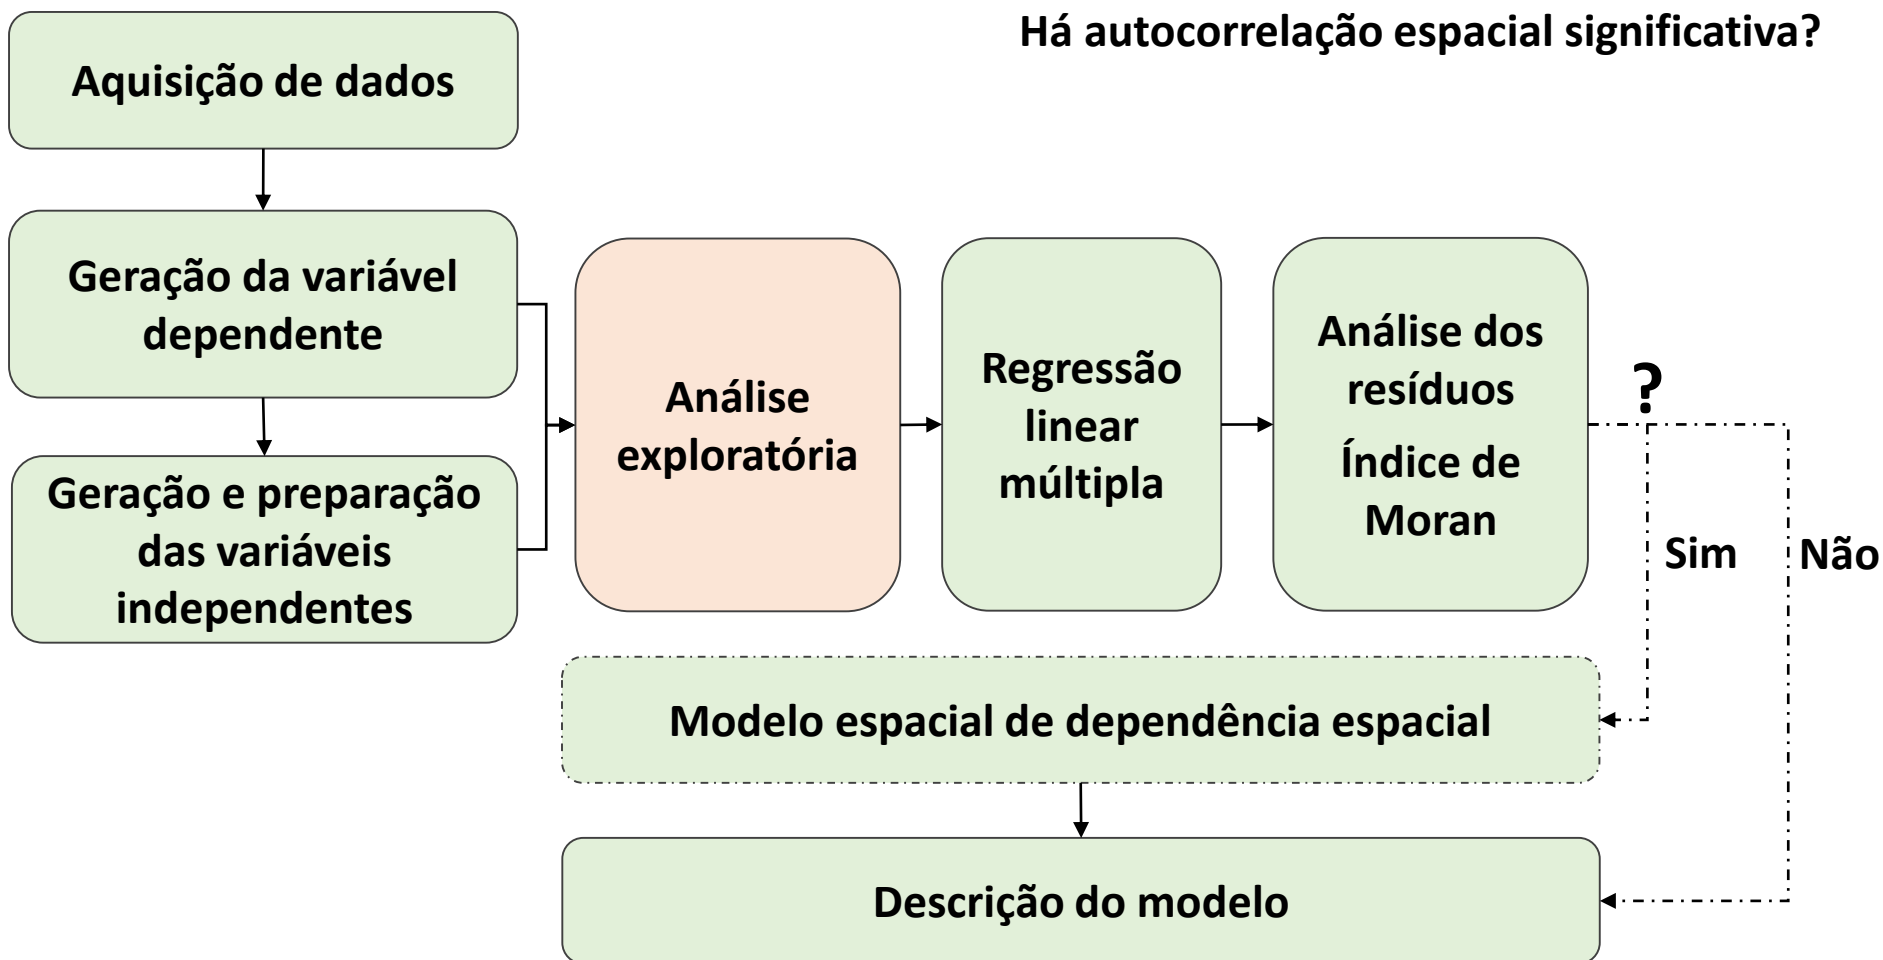 Há autocorrelação espacial significativa?
Aquisição de dados
Geração da variável
dependente
Geração e preparação
das variáveis
independentes
Análise
exploratória
Regressão
linear
múltipla
Análise dos
resíduos
Índice de
Moran
?
Sim
Não
Modelo espacial de dependência espacial
Descrição do modelo